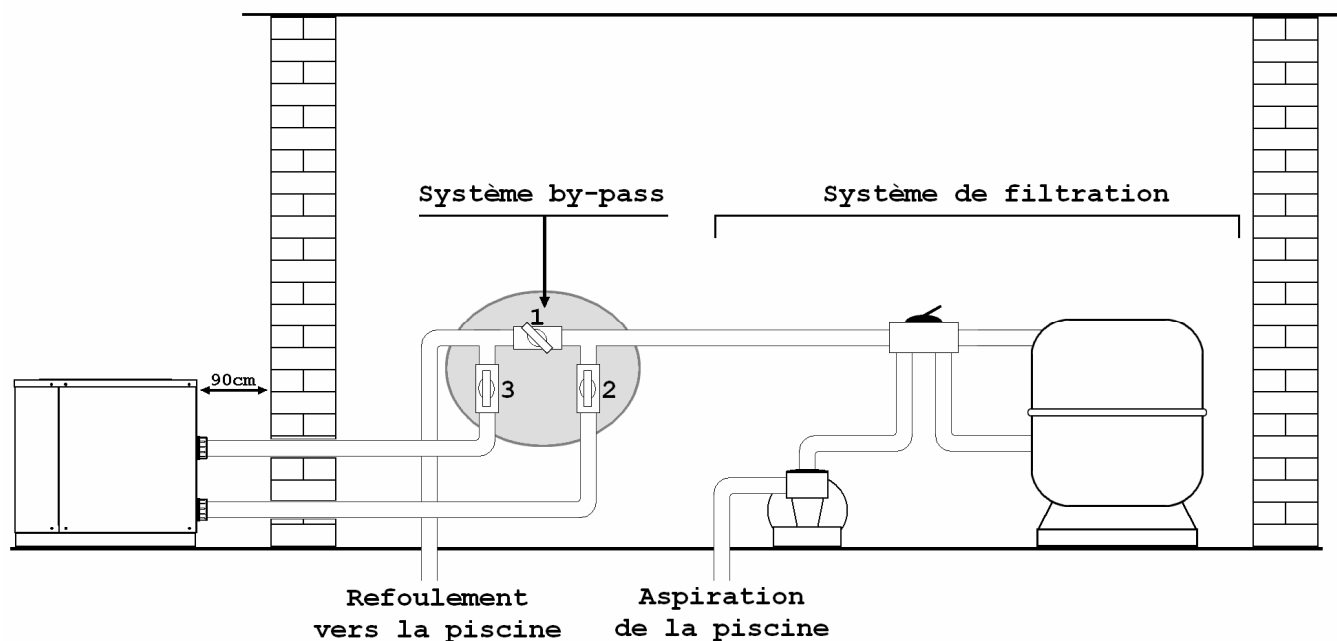 Système by-pass
Système de filtration
1
90cm
3
2
Refoulement
vers la piscine
Aspiration
de la piscine